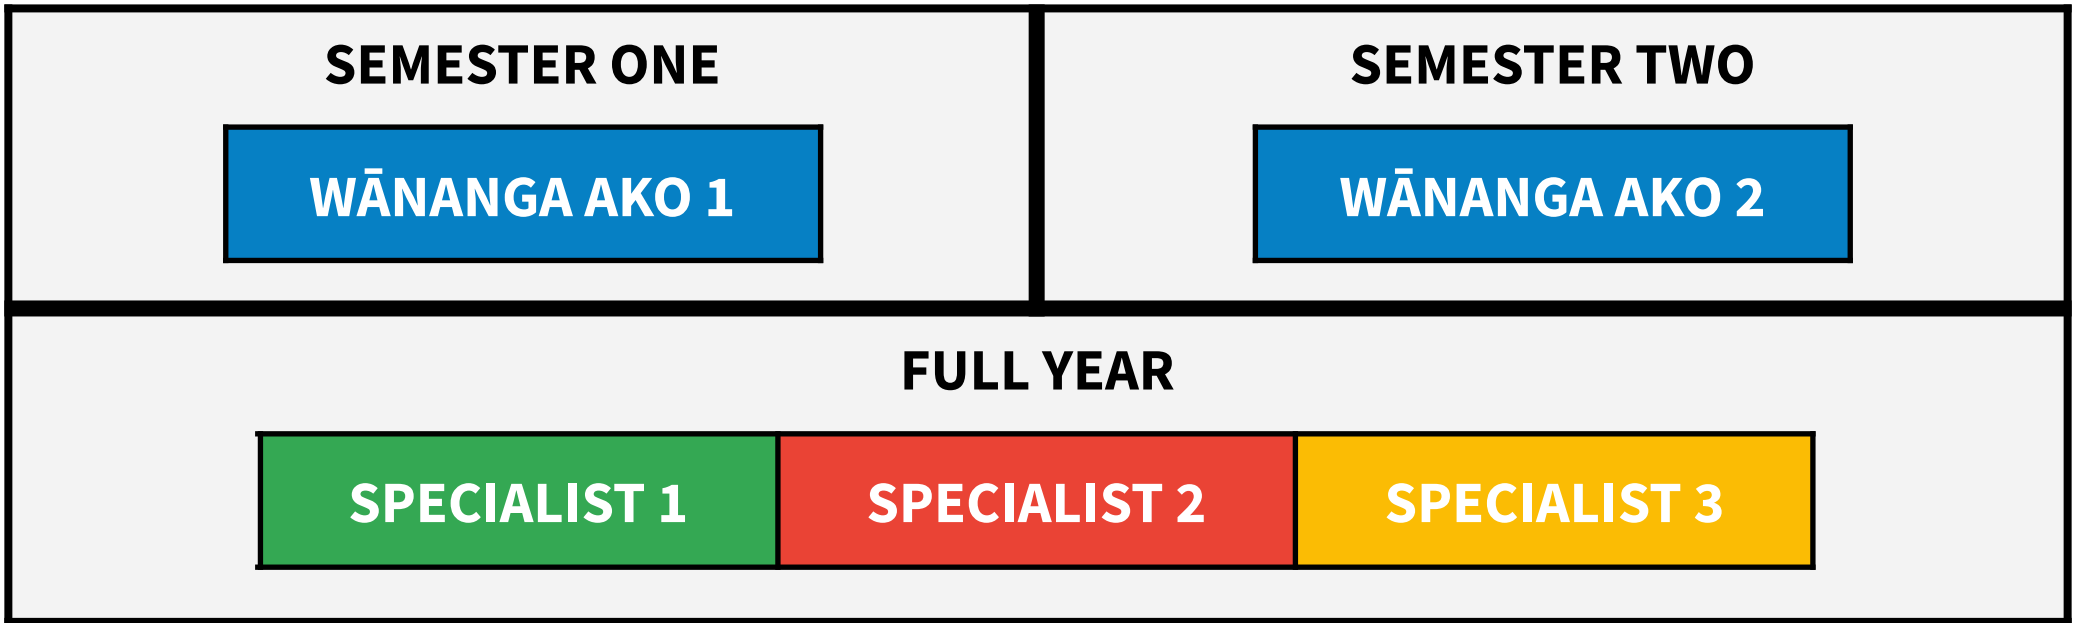 SEMESTER ONE
SEMESTER TWO
WĀNANGA AKO 1
WĀNANGA AKO 2
FULL YEAR
SPECIALIST 1
SPECIALIST 2
SPECIALIST 3